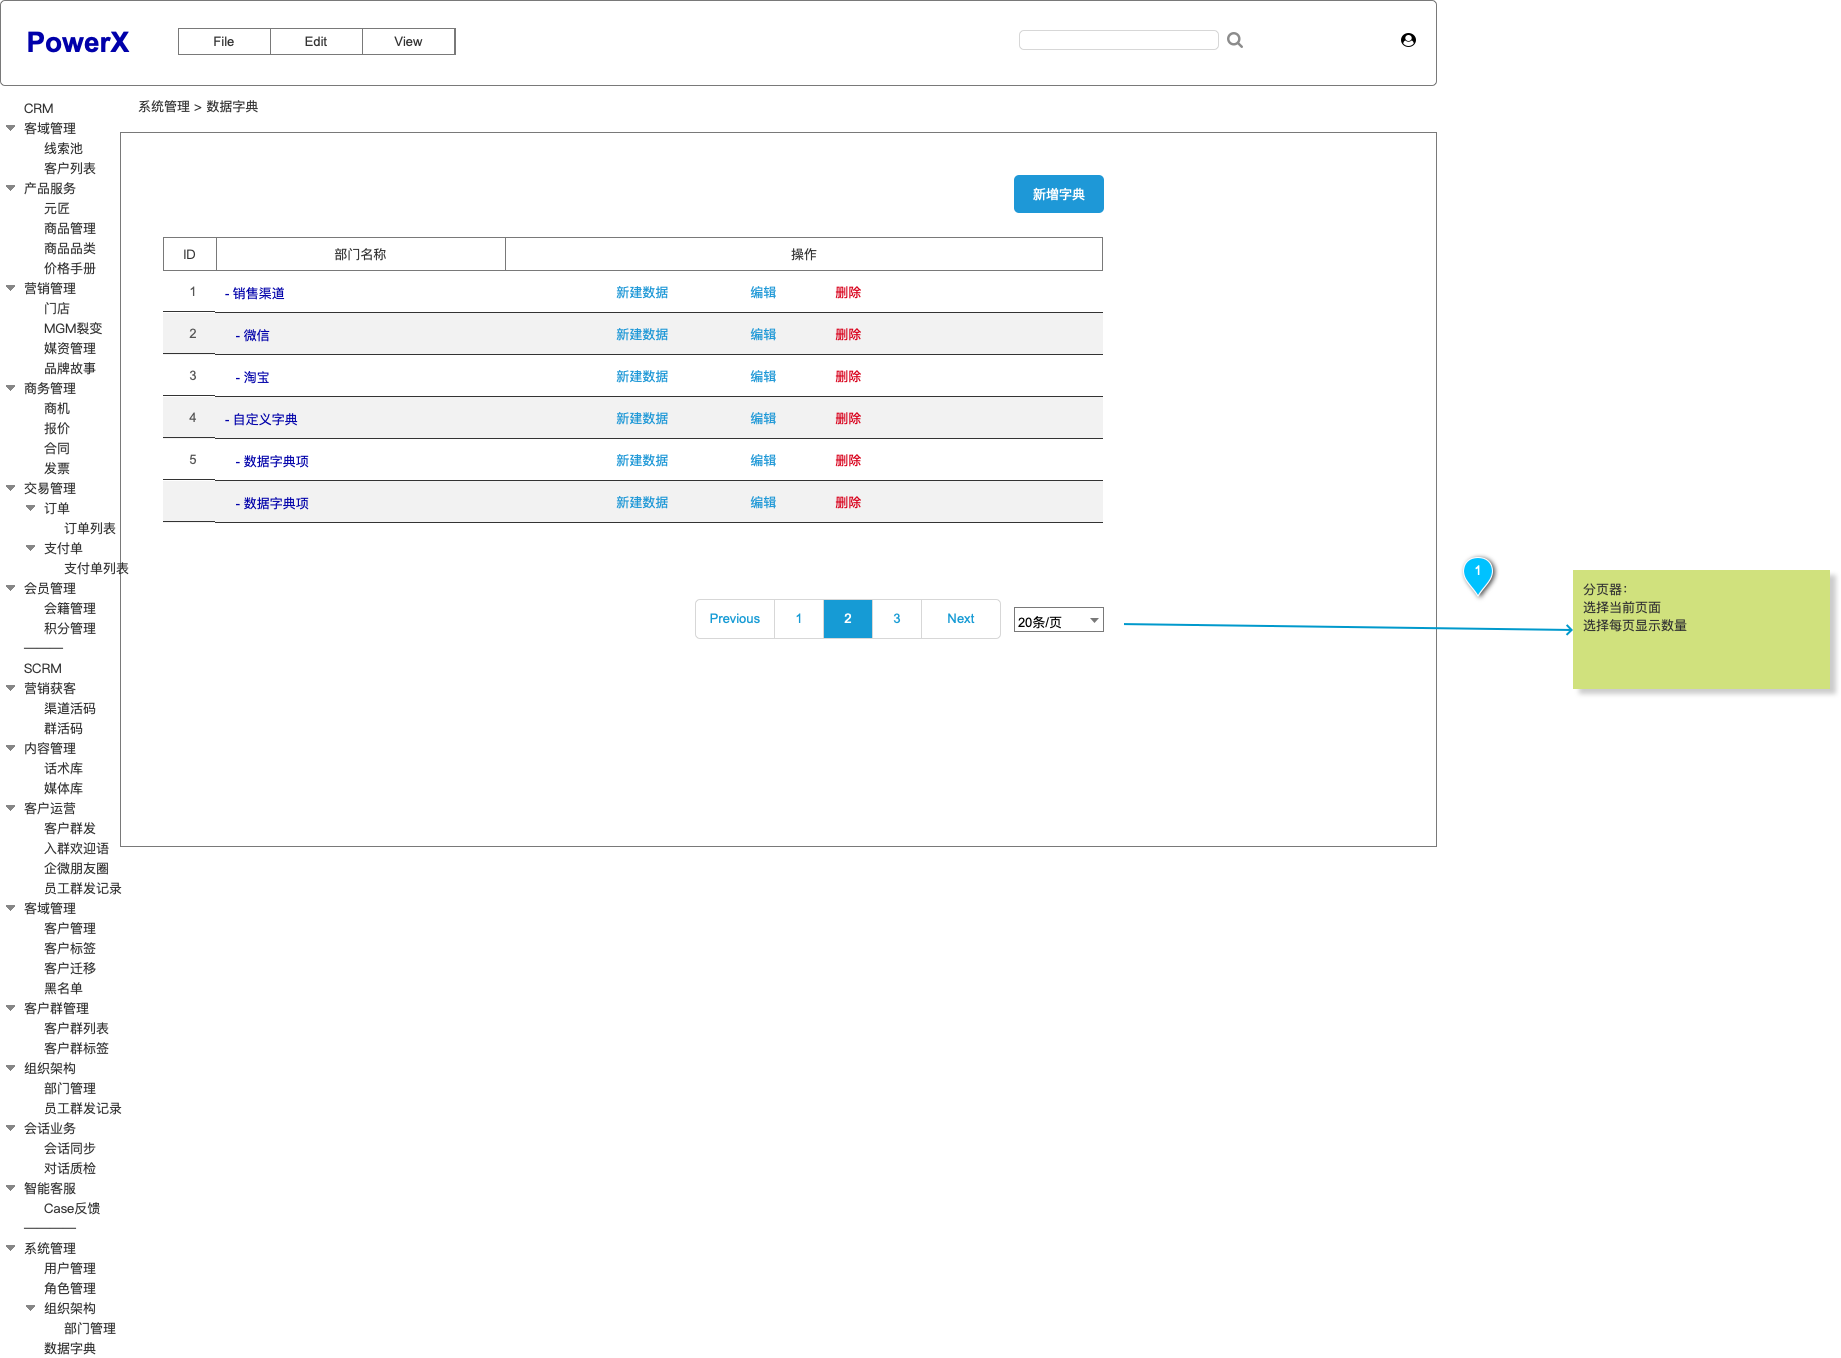 PowerX
File Edit View
CRM
客域管理
线索池
客户列表
产品服务
元匠
商品管理
商品品类
价格手册
营销管理
门店
MGM裂变
媒资管理
品牌故事
商务管理
商机
报价
合同
发票
交易管理
订单
订单列表
支付单
支付单列表
会员管理
会籍管理
积分管理
———
SCRM
营销获客
渠道活码
群活码
内容管理
话术库
媒体库
客户运营
客户群发
入群欢迎语
企微朋友圈
员工群发记录
客域管理
客户管理
客户标签
客户迁移
黑名单
客户群管理
客户群列表
客户群标签
组织架构
部门管理
员工群发记录
会话业务
会话同步
对话质检
智能客服
Case反馈
————
系统管理
用户管理
角色管理
组织架构
部门管理
数据字典
系统管理 > 数据字典
新增字典
ID 部门名称 操作
1 - 销售渠道 新建数据 编辑 删除
2 - 微信 新建数据 编辑 删除
3 - 淘宝 新建数据 编辑 删除
4 - 自定义字典 新建数据 编辑 删除
5 - 数据字典项 新建数据 编辑 删除
- 数据字典项 新建数据 编辑 删除
Previous 1 2 3 Next 20条/页
1
分页器：
选择当前页面
选择每页显示数量